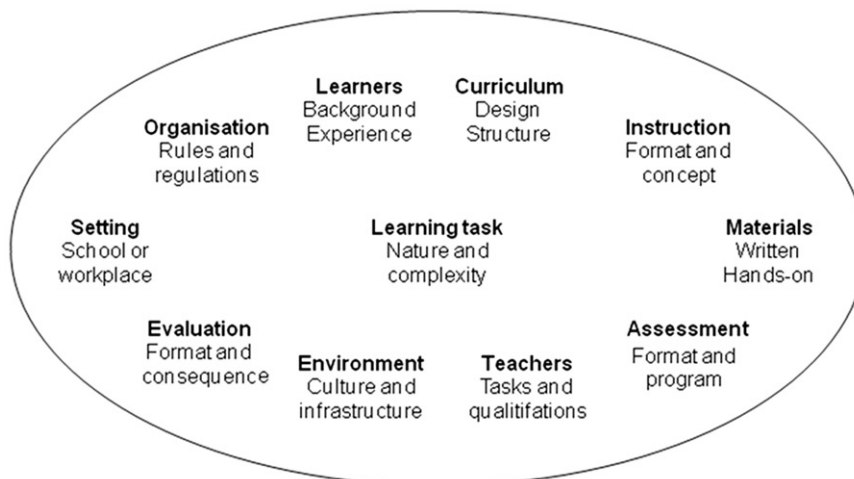 Learners
Background
Experience
Curriculum
Design
Structure
Organisation
Rules and
regulations
Instruction
Format and
concept
Setting
School or
workplace
Learning task
Nature and
complexity
Materials
Written
Hands-on
Evaluation
Format and
consequence
Environment
Culture and
infrastructure
Teachers
Tasks and
qualitifations
Assessment
Format and
program